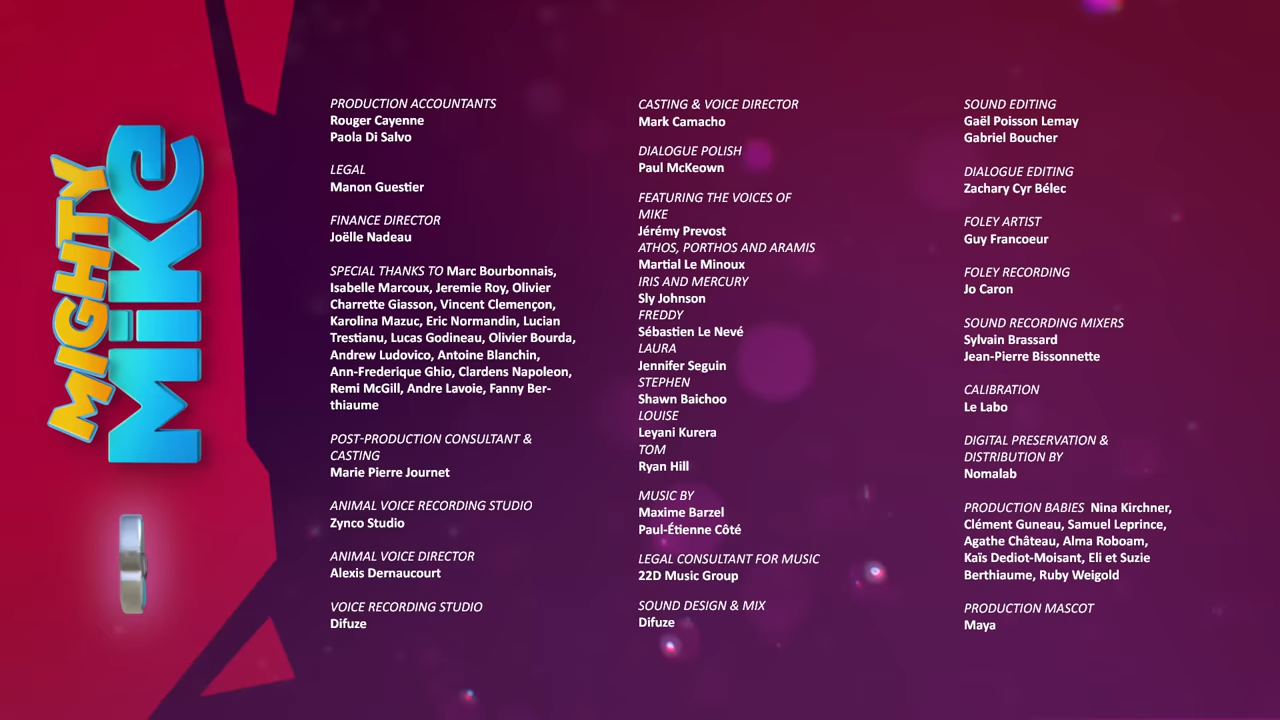 MIGHTY
Mike
PRODUCTION ACCOUNTANTS
Rouger Cayenne
Paola Di Salvo
LEGAL
Manon Guestier
FINANCE DIRECTOR
Joëlle Nadeau
SPECIAL THANKS TO Marc Bourbonnais,
Isabelle Marcoux, Jeremie Roy, Olivier
Charrette Giasson, Vincent Clemençon,
Karolina Mazuc, Eric Normandin, Lucian
Trestianu, Lucas Godineau, Olivier Bourda,
Andrew Ludovico, Antoine Blanchin,
Ann-Frederique Ghio, Clardens Napoleon,
Remi McGill, Andre Lavoie, Fanny Ber-
thiaume
POST-PRODUCTION CONSULTANT &
CASTING
Marie Pierre Journet
ANIMAL VOICE RECORDING STUDIO
Zynco Studio
ANIMAL VOICE DIRECTOR
Alexis Dernaucourt
VOICE RECORDING STUDIO
Difuze
CASTING & VOICE DIRECTOR
Mark Camacho
DIALOGUE POLISH
Paul McKeown
FEATURING THE VOICES OF
MIKE
Jérémy Prevost
ATHOS, PORTHOS AND ARAMIS
Martial Le Minoux
IRIS AND MERCURY
Sly Johnson
FREDDY
Sébastien Le Nevé
LAURA
Jennifer Seguin
STEPHEN
Shawn Baichoo
LOUISE
Leyani Kurera
TOM
Ryan Hill
MUSIC BY
Maxime Barzel
Paul-Étienne Côté
LEGAL CONSULTANT FOR MUSIC
22D Music Group
SOUND DESIGN & MIX
Difuze
SOUND EDITING
Gaël Poisson Lemay
Gabriel Boucher
DIALOGUE EDITING
Zachary Cyr Bélec
FOLEY ARTIST
Guy Francoeur
FOLEY RECORDING
Jo Caron
SOUND RECORDING MIXERS
Sylvain Brassard
Jean-Pierre Bissonnette
CALIBRATION
Le Labo
DIGITAL PRESERVATION &
DISTRIBUTION BY
Nomalab
PRODUCTION BABIES Nina Kirchner,
Clément Guneau, Samuel Leprince,
Agathe Château, Alma Roboam,
Kaïs Dediot-Moisant, Eli et Suzie
Berthiaume, Ruby Weigold
PRODUCTION MASCOT
Maya